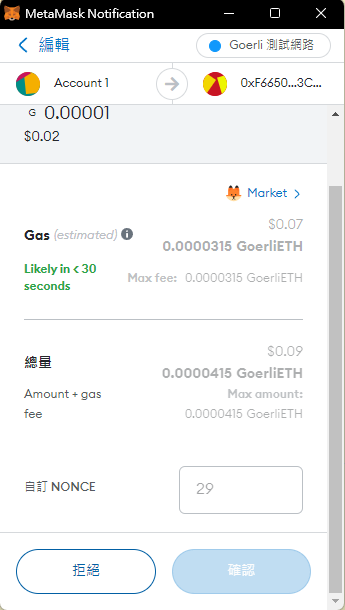 MetaMask Notification
編輯
Goerli 測試網路
Account 1
0xF6650...3C...
G 0.00001
$0.02
Market
Gas (estimated)
$0.07
0.0000315 GoerliETH
Likely in < 30
seconds
Max fee: 0.0000315 GoerliETH
總量
$0.09
0.0000415 GoerliETH
Amount + gas
fee
Max amount:
0.0000415 GoerliETH
自訂 NONCE
29
拒絕
確認